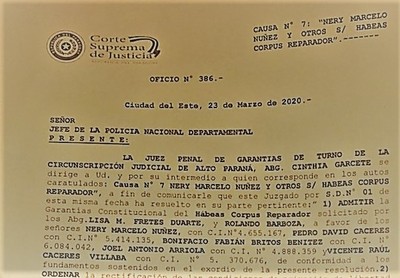 Corte
Suprema
de Justicia
CAUSA N° 7: "NERY MARCELO
NUÑEZ Y OTROS S/ HABEAS
CORPUS REPARADOR".-------
OFICIO N° 386.-
Ciudad del Este, 23 de Marzo de 2020.-
SEÑOR
JEFE DE LA POLICIA NACIONAL DEPARTAMENTAL
P R E S E N T E:
LA JUEZ PENAL DE GARANTIAS DE TURNO DE LA
CIRCUNSCRIPCIÓN JUDICIAL DE ALTO PARANÁ, ABG. CINTHIA GARCETE se
dirige a Ud. y por su intermedio a quien corresponde en los autos
caratulados: Causa N° 7 NERY MARCELO NUÑEZ Y OTROS S/ HABEAS CORPUS
REPARADOR", a fin de comunicarle que este Juzgado por S.D.N° 01 de
esta misma fecha ha resuelto en su parte pertinente:" 1) ADMITIR la
Garantías Constitucional del Hábeas Corpus Reparador solicitado por
los Abg.LISA M. FRETES DUARTE, y ROLANDO BARBOZA, a favor de los
señores NERY MARCELO NUÑEZ, con C.I.N°4.655.167, PEDRO DAVID CACERES
con C.I.N° 5.414.135, BONIFACIO FABIÁN BRITOS BENITEZ con C.I. N°
6.084.042, JOEL ANTONIO ARRIOLA con C.I N° 4.888.359 y VICENTE RAÚL
CACERES VILLABA con C.I N° 5.370.676, de conformidad a los
fundamentos sostenidos en el exordio de la presente resolución. 2)
ORDENAR la rectificación de las